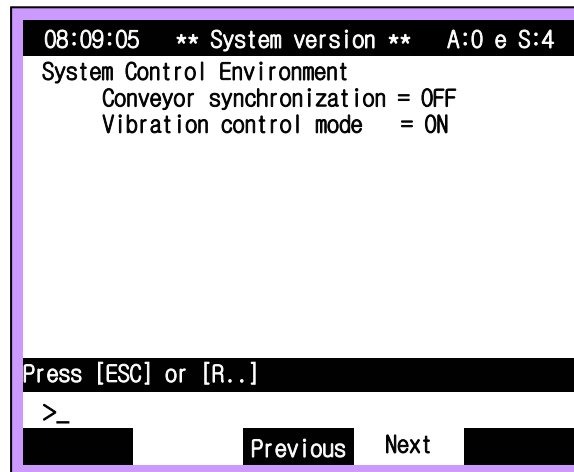 08:09:05 ** System version ** A:0 e S:4
System Control Environment
Conveyor synchronization = OFF
Vibration control mode = ON
Press [ESC] or [R..]
>_
Previous Next